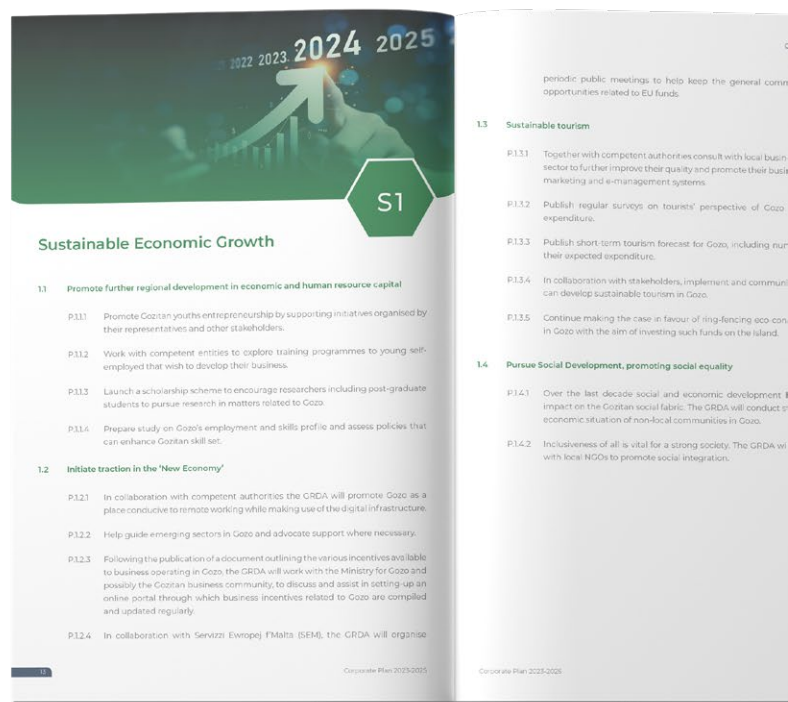 2022 2023 2024 2025
S1
Sustainable Economic Growth
1.1 Promote further regional development in economic and human resource capital
P.1.1.1 Promote Gozitan youths entrepreneurship by supporting initiatives organised by
their representatives and other stakeholders.
P.1.1.2 Work with competent entities to explore training programmes to young self-
employed that wish to develop their business.
P.1.1.3 Launch a scholarship scheme to encourage researchers including post-graduate
students to pursue research in matters related to Gozo.
P.1.1.4 Prepare study on Gozo's employment and skills profile and assess policies that
can enhance Gozitan skill set.
1.2 Initiate traction in the 'New Economy'
P.1.2.1 In collaboration with competent authorities the GRDA will promote Gozo as a
place conducive to remote working while making use of the digital infrastructure.
P.1.2.2 Help guide emerging sectors in Gozo and advocate support where necessary.
P.1.2.3 Following the publication of a document outlining the various incentives available
to business operating in Gozo, the GRDA will work with the Ministry for Gozo and
possibly the Gozitan business community, to discuss and assist in setting-up an
online portal through which business incentives related to Gozo are compiled
and updated regularly.
P.1.2.4 In collaboration with Servizzi Ewropej f'Malta (SEM), the GRDA will organise
13
Corporate Plan 2023-2025
periodic public meetings to help keep the general comm
opportunities related to EU funds.
1.3 Sustainable tourism
P.1.3.1 Together with competent authorities consult with local busin
sector to further improve their quality and promote their busi
marketing and e-management systems.
P.1.3.2 Publish regular surveys on tourists' perspective of Gozo
expenditure.
P.1.3.3 Publish short-term tourism forecast for Gozo, including nu
their expected expenditure.
P.1.3.4 In collaboration with stakeholders, implement and communi
can develop sustainable tourism in Gozo.
P.1.3.5 Continue making the case in favour of ring-fencing eco-con
in Gozo with the aim of investing such funds on the island.
1.4 Pursue Social Development, promoting social equality
P.1.4.1 Over the last decade social and economic development
impact on the Gozitan social fabric. The GRDA will conduct s
economic situation of non-local communities in Gozo.
P.1.4.2 Inclusiveness of all is vital for a strong society. The GRDA wi
with local NGOs to promote social integration.
Corporate Plan 2023-2025